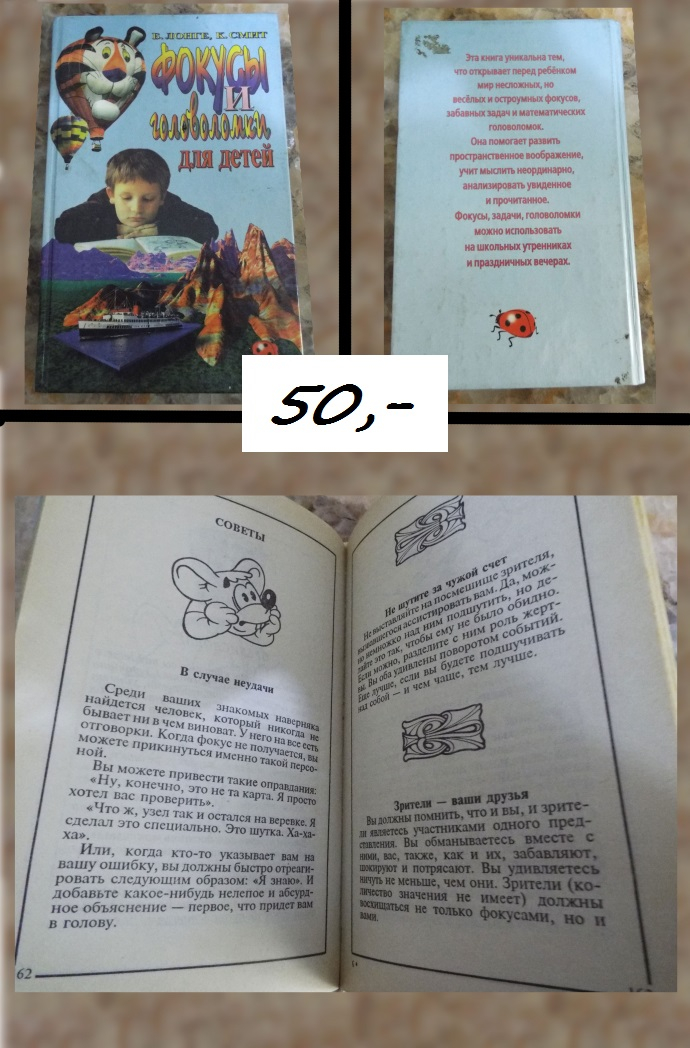 Б. ЛОНГЕ, К. СМИТ
ФОКУСЫ
И
головоломки
для детей
Эта книга уникальна тем,
что открывает перед ребёнком
мир несложных, но
весёлых и остроумных фокусов,
забавных задач и математических
головоломок.
Она помогает развить
пространственное воображение,
учит мыслить неординарно,
анализировать увиденное
и прочитанное.
Фокусы, задачи, головоломки
можно использовать
на школьных утренниках
и праздничных вечерах.
50,-
СОВЕТЫ
В случае неудачи
Среди ваших знакомых наверняка
найдется человек, который никогда не
бывает ни в чем виноват. У него на все есть
отговорки. Когда фокус не получается, вы
можете прикинуться именно такой персо-
ной.
Вы можете привести такие оправдания:
«Ну, конечно, это не та карта. Я просто
хотел вас проверить».
«Что ж, узел так и остался на веревке. Я
сделал это специально. Это шутка. Ха-ха-
ха».
Или, когда кто-то указывает вам на
вашу ошибку, вы должны быстро отреаги-
ровать следующим образом: «Я знаю». И
добавьте какое-нибудь нелепое и абсурд-
ное объяснение — первое, что придет вам
в голову.
62
Не шутите за чужой счет
Не выставляйте на посмешище зрителя,
вызвавшегося ассистировать вам. Да, мож-
но немножко над ним подшутить, но де-
лайте это так, чтобы ему не было обидно.
Если можно, разделите с ним роль жерт-
вы. Вы оба удивлены поворотом событий.
Еще лучше, если вы будете подшучивать
над собой — и чем чаще, тем лучше.
Зрители — ваши друзья
Вы должны помнить, что и вы, и зрите-
ли являетесь участниками одного пред-
ставления. Вы обманываетесь вместе с
ними, вас, также, как и их, забавляют,
шокируют и потрясают. Вы удивляетесь
ничуть не меньше, чем они. Зрители (ко-
личество значения не имеет) должны
восхищаться не только фокусами, но и
вами.